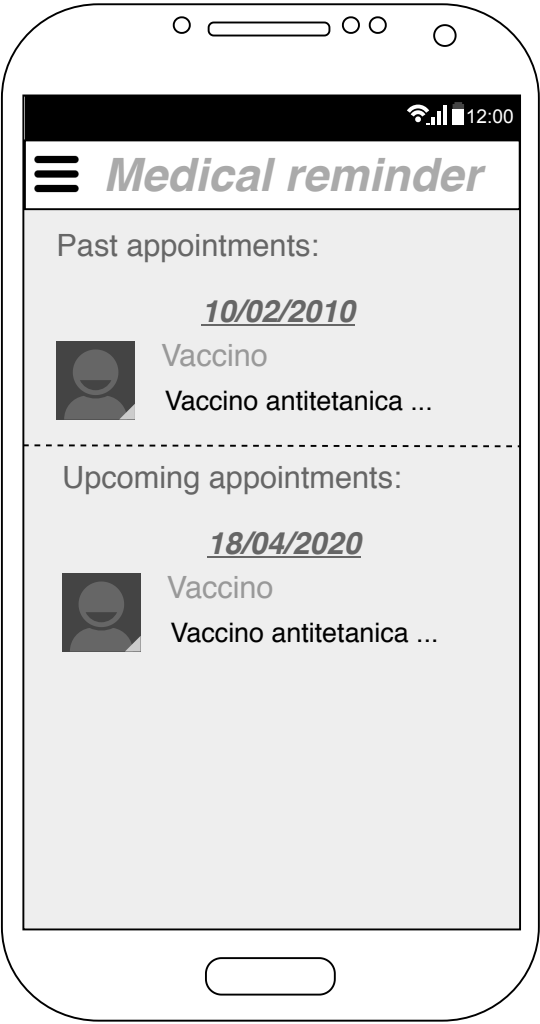 12:00
Medical reminder
Past appointments:
10/02/2010
Vaccino
Vaccino antitetanica ...
Upcoming appointments:
18/04/2020
Vaccino
Vaccino antitetanica ...